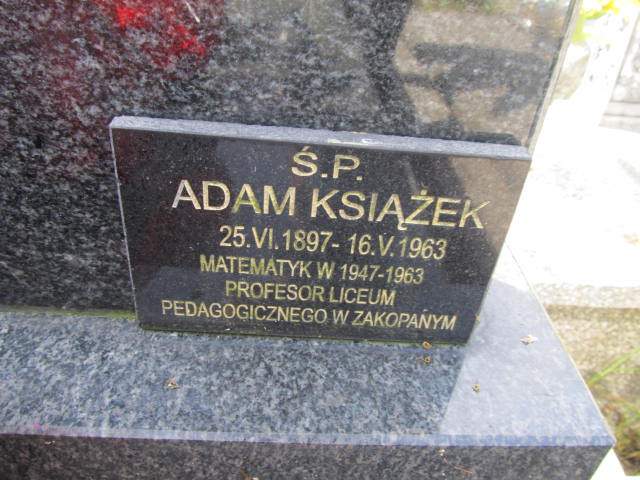 Ś.P.
ADAM KSIĄŻEK
25.VI.1897- 16.V.1963
MATEMATYK W 1947-1963
PROFESOR LICEUM
PEDAGOGICZNEGO W ZAKOPANYM